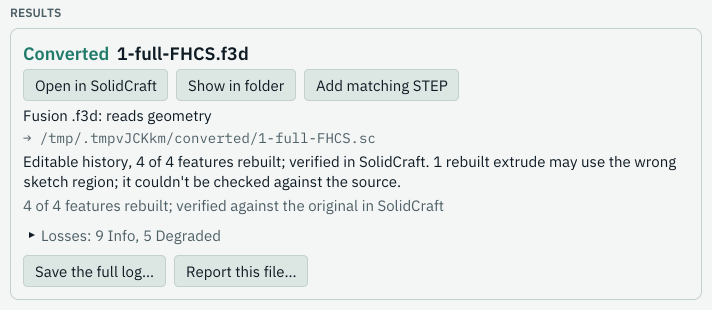 RESULTS
Converted 1-full-FHCS.f3d
Open in SolidCraft Show in folder Add matching STEP
Fusion .f3d: reads geometry
→ /tmp/.tmpvJCKkm/converted/1-full-FHCS.sc
Editable history, 4 of 4 features rebuilt; verified in SolidCraft. 1 rebuilt extrude may use the wrong
sketch region; it couldn't be checked against the source.
4 of 4 features rebuilt; verified against the original in SolidCraft
▸ Losses: 9 Info, 5 Degraded
Save the full log... Report this file...